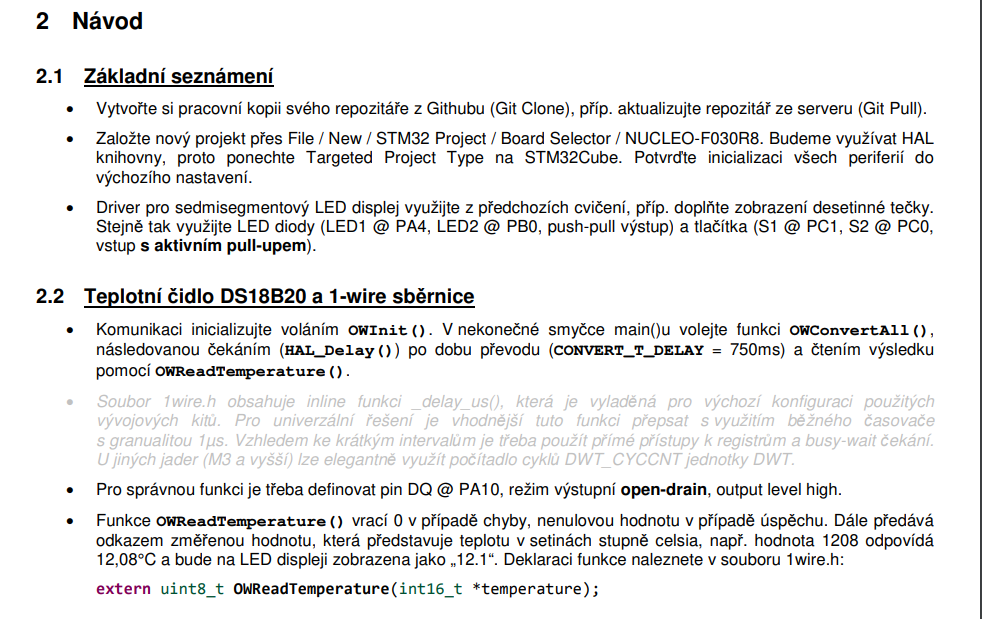 2 Návod
2.1 Základní seznámení
• Vytvořte si pracovní kopii svého repozitáře z Githubu (Git Clone), příp. aktualizujte repozitář ze serveru (Git Pull).
• Založte nový projekt přes File / New / STM32 Project / Board Selector / NUCLEO-F030R8. Budeme využívat HAL
knihovny, proto ponechte Targeted Project Type na STM32Cube. Potvrďte inicializaci všech periferií do
výchozího nastavení.
• Driver pro sedmisegmentový LED displej využijte z předchozích cvičení, příp. doplňte zobrazení desetinné tečky.
Stejně tak využijte LED diody (LED1 @ PA4, LED2 @ PB0, push-pull výstup) a tlačítka (S1 @ PC1, S2 @ PC0,
vstup s aktivním pull-upem).
2.2 Teplotní čidlo DS18B20 a 1-wire sběrnice
• Komunikaci inicializujte voláním OWInit(). V nekonečné smyčce main()u volejte funkci OWConvertAll(),
následovanou čekáním (HAL_Delay()) po dobu převodu (CONVERT_T_DELAY = 750ms) a čtením výsledku
pomocí OWReadTemperature().
• Soubor 1wire.h obsahuje inline funkci _delay_us(), která je vyladěná pro výchozí konfiguraci použitých
vývojových kitů. Pro univerzální řešení je vhodnější tuto funkci přepsat s využitím běžného časovače
s granualitou 1µs. Vzhledem ke krátkým intervalům je třeba použít přímé přístupy k registrům a busy-wait čekání.
U jiných jader (M3 a vyšší) lze elegantně využít počítadlo cyklů DWT_CYCCNT jednotky DWT.
• Pro správnou funkci je třeba definovat pin DQ @ PA10, režim výstupní open-drain, output level high.
• Funkce OWReadTemperature() vrací 0 v případě chyby, nenulovou hodnotu v případě úspěchu. Dále předává
odkazem změřenou hodnotu, která představuje teplotu v setinách stupně celsia, např. hodnota 1208 odpovídá
12,08°C a bude na LED displeji zobrazena jako „12.1“. Deklaraci funkce naleznete v souboru 1wire.h:
extern uint8_t OWReadTemperature(int16_t *temperature);